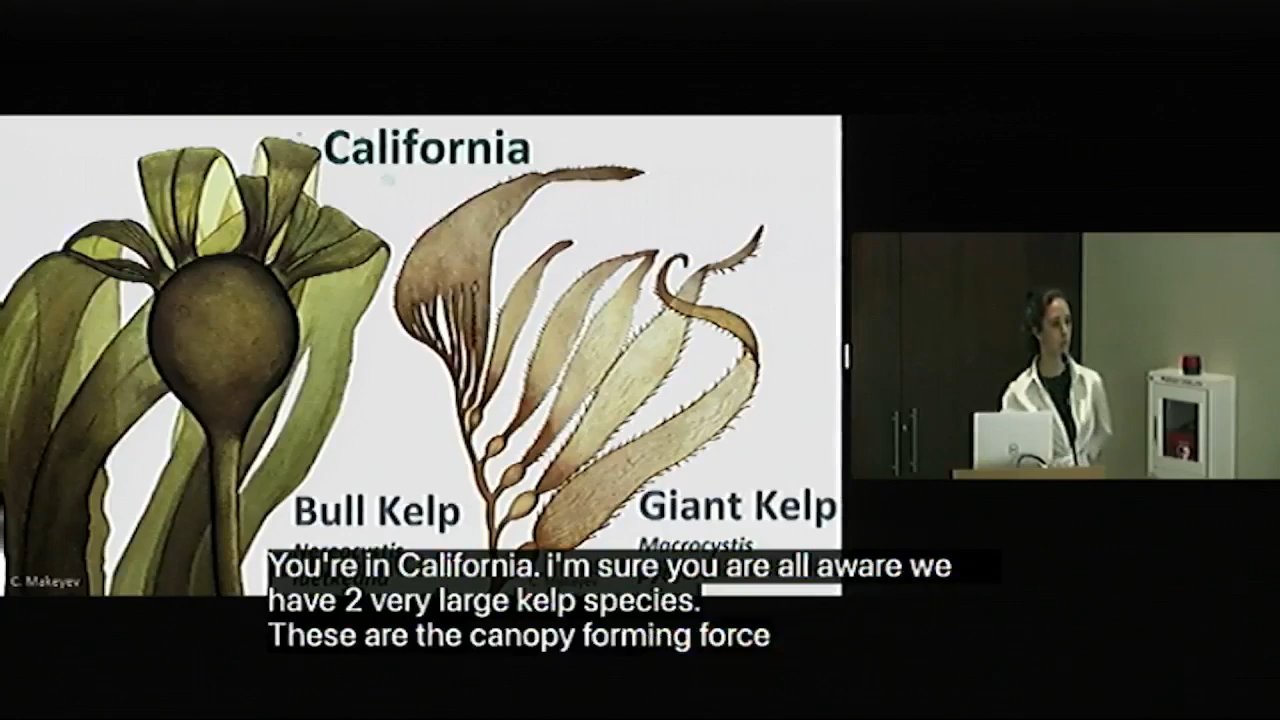 California
Bull Kelp
Giant Kelp
Nereocystis
Macrocystis
C. Makeyev
You're in California. i'm sure you are all aware we
have 2 very large kelp species.
These are the canopy forming force